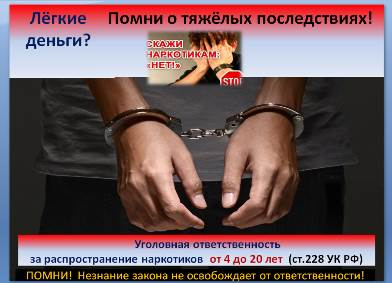 Лёгкие деньги?
Помни о тяжёлых последствиях!
СКАЖИ
НАРКОТИКАМ:
«НЕТ!»
STOP
Уголовная ответственность
за распространение наркотиков от 4 до 20 лет (ст.228 УК РФ)
ПОМНИ! Незнание закона не освобождает от ответственности!